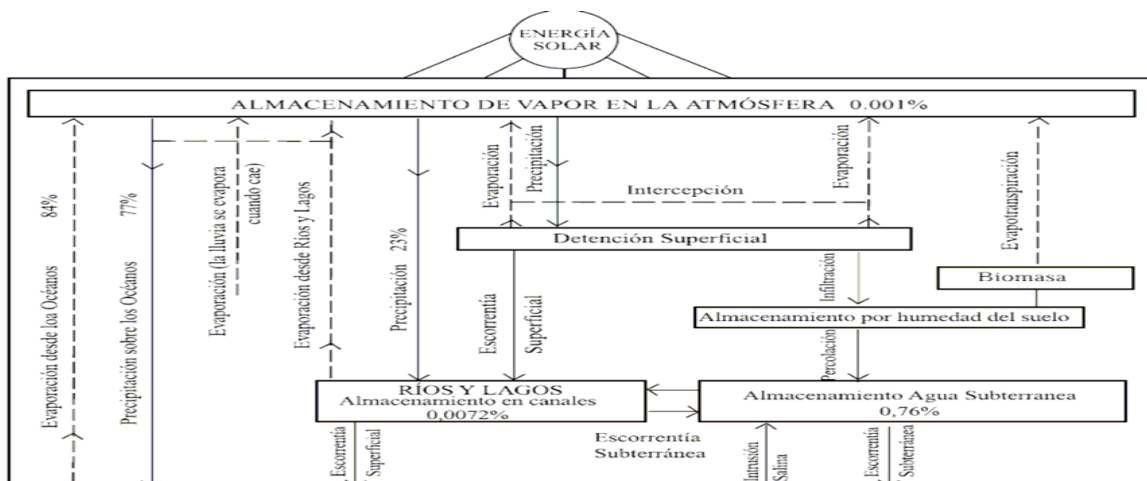 ENERGÍA
SOLAR
ALMACENAMIENTO DE VAPOR EN LA ATMÓSFERA 0.001%
Evaporación desde loa Océanos 84%
Precipitación sobre los Océanos 77%
Evaporación (la lluvia se evapora
cuando cae)
Evaporación desde Ríos y Lagos
Precipitación 23%
Evaporación
Precipitación
Intercepción
Evaporación
Evapotranspiración
Detención Superficial
Biomasa
Escorrentía
Superficial
Infiltración
Almacenamiento por humedad del suelo
Percolación
RÍOS Y LAGOS
Almacenamiento en canales
0,0072%
Almacenamiento Agua Subterranea
0,76%
Escorrentía
Subterránea
Escorrentía
Superficial
Intrusión
Salina
Escorrentía
Subterránea